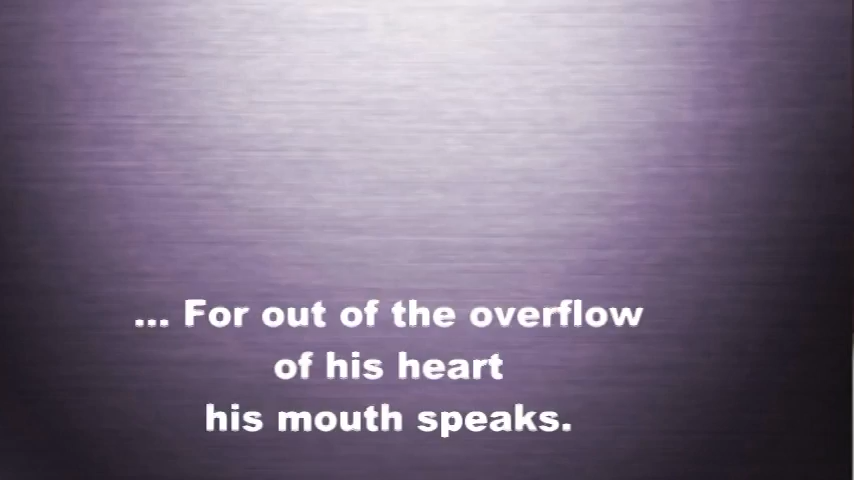 ... For out of the overflow
of his heart
his mouth speaks.